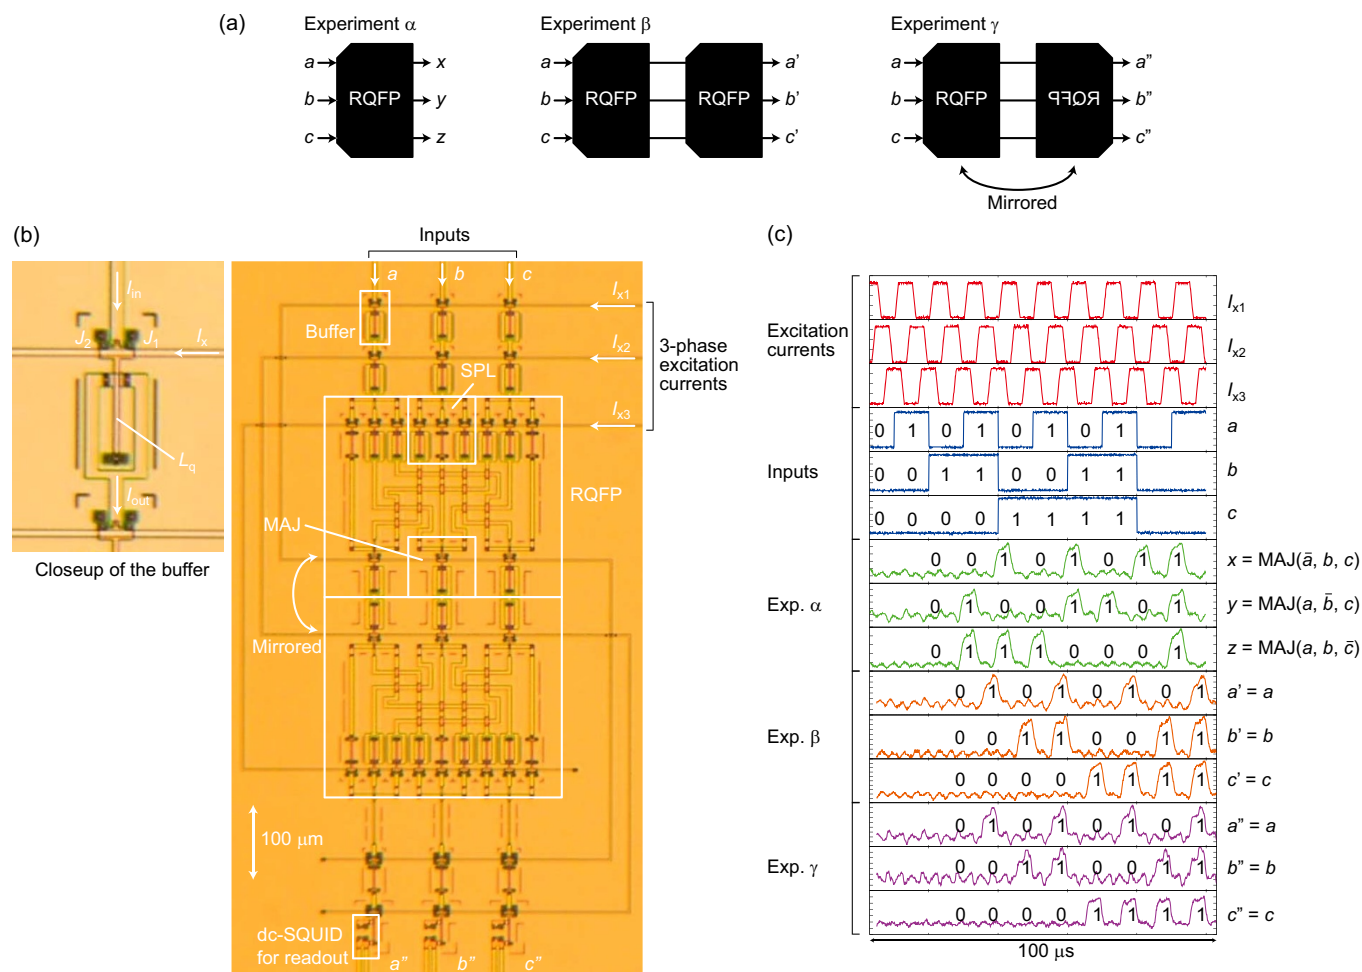 (a)
Experiment α
Experiment β
Experiment γ
a
b
c
RQFP
x
y
z
a
b
c
RQFP
RQFP
a’
b’
c’
a
b
c
RQFP
RQFP
a”
b”
c”
Mirrored
(b)
Iin
J2
J1
Ix
Lq
Iout
Closeup of the buffer
Inputs
a
b
c
Buffer
Ix1
Ix2
Ix3
3-phase
excitation
currents
SPL
RQFP
MAJ
Mirrored
100 μm
dc-SQUID
for readout
a”
b”
c”
(c)
Excitation
currents
Ix1
Ix2
Ix3
Inputs
0 1 0 1 0 1 0 1
a
0 0 1 1 0 0 1 1
b
0 0 0 0 1 1 1 1
c
Exp. α
0 0 1 0 1 0 1 1
x = MAJ(a̅, b, c)
0 1 0 0 1 1 0 1
y = MAJ(a, b̅, c)
0 1 1 1 0 0 0 1
z = MAJ(a, b, c̅)
Exp. β
0 1 0 1 0 1 0 1
a’ = a
0 0 1 1 0 0 1 1
b’ = b
0 0 0 0 1 1 1 1
c’ = c
Exp. γ
0 1 0 1 0 1 0 1
a” = a
0 0 1 1 0 0 1 1
b” = b
0 0 0 0 1 1 1 1
c” = c
100 μs